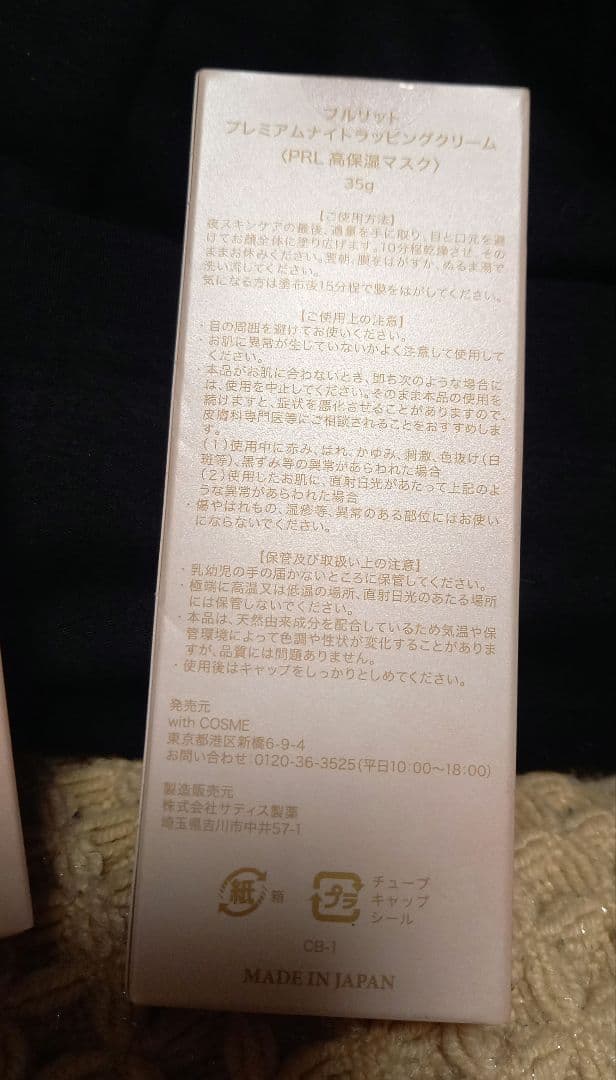 プルリット
プレミアムナイトラッピングクリーム
〈PRL 高保湿マスク〉
35g
【ご使用方法】
夜スキンケアの最後、適量を手に取り、目と口元を避
けてお顔全体に塗り広げます。10分程乾燥させ、その
ままお休みください。翌朝、膜をはがすか、ぬるま湯で
洗い流してください。
気になる方は塗布後15分程で膜をはがしてください。
【ご使用上の注意】
・目の周囲を避けてお使いください。
・お肌に異常が生じていないかよく注意して使用して
ください。
・本品がお肌に合わないとき、即ち次のような場合に
は、使用を中止してください。そのまま本品の使用を
続けますと、症状を悪化させることがありますので、
皮膚科専門医等にご相談されることをおすすめしま
す。
(1)使用中に赤み、はれ、かゆみ、刺激、色抜け(白
斑等)、黒ずみ等の異常があらわれた場合
(2)使用したお肌に、直射日光があたって上記のよ
うな異常があらわれた場合
・傷やはれもの、湿疹等、異常のある部位にはお使い
にならないでください。
【保管及び取扱い上の注意】
・乳幼児の手の届かないところに保管してください。
・極端に高温又は低温の場所、直射日光のあたる場所
には保管しないでください。
・本品は、天然由来成分を配合しているため気温や保
管環境によって色調や性状が変化することがありま
すが、品質には問題ありません。
・使用後はキャップをしっかりとしめてください。
発売元
with COSME
東京都港区新橋6-9-4
お問い合わせ:0120-36-3525(平日10:00〜18:00)
製造販売元
株式会社サティス製薬
埼玉県吉川市中井57-1
紙 箱
プラ チューブ
キャップ
シール
CB-1
MADE IN JAPAN